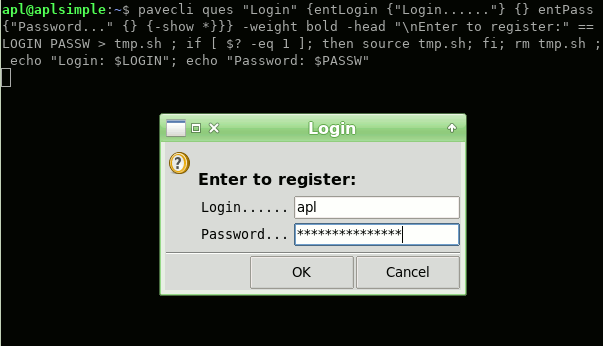 apl@aplsimple:~$ pavecli ques "Login" {entLogin {"Login......"} {} entPass
{"Password..." {} {-show *}}} -weight bold -head "\nEnter to register:" ==
LOGIN PASSW > tmp.sh ; if [ $? -eq 1 ]; then source tmp.sh; fi; rm tmp.sh ;
 echo "Login: $LOGIN"; echo "Password: $PASSW"
Login
Enter to register:
Login...... apl
Password... ***************
OK Cancel